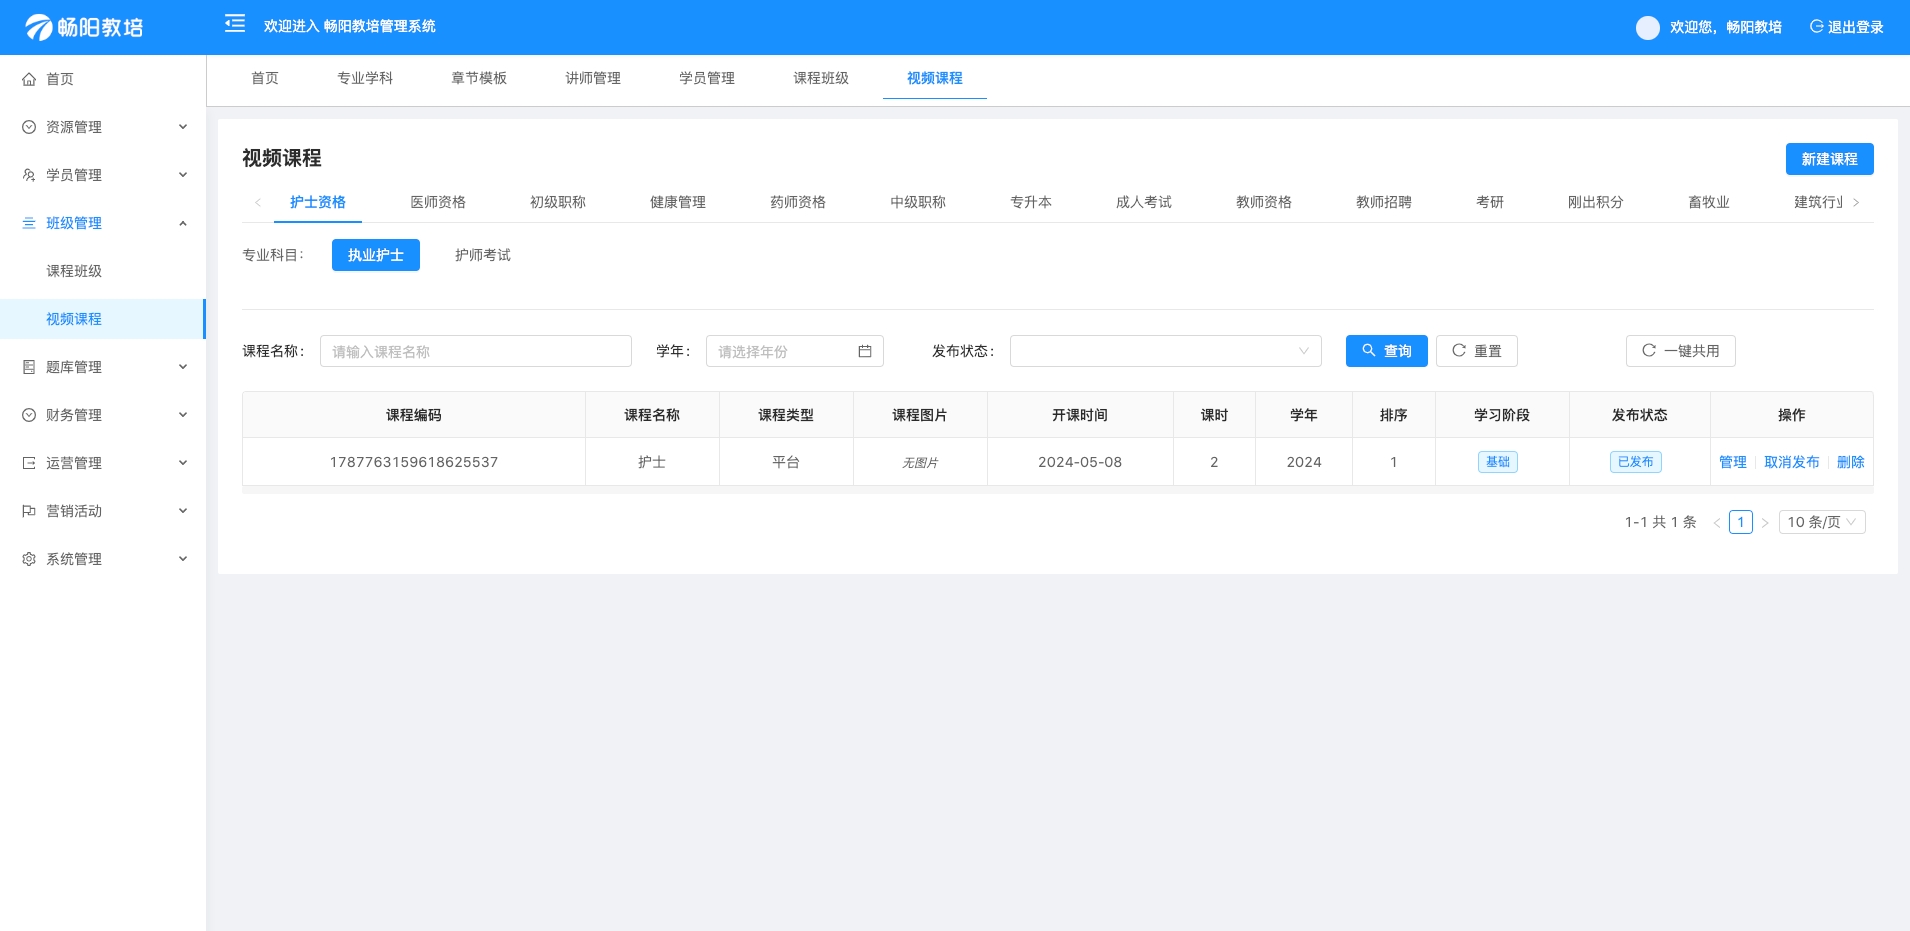 畅阳教培
欢迎进入 畅阳教培管理系统
欢迎您，畅阳教培
退出登录
首页
资源管理
学员管理
班级管理
课程班级
视频课程
题库管理
财务管理
运营管理
营销活动
系统管理
首页 专业学科 章节模板 讲师管理 学员管理 课程班级 视频课程
视频课程
新建课程
护士资格 医师资格 初级职称 健康管理 药师资格 中级职称 专升本 成人考试 教师资格 教师招聘 考研 刚出积分 畜牧业 建筑行
专业科目： 执业护士 护师考试
课程名称： 请输入课程名称 学年： 请选择年份 发布状态： 查询 重置 一键共用
课程编码 课程名称 课程类型 课程图片 开课时间 课时 学年 排序 学习阶段 发布状态 操作
1787763159618625537 护士 平台 无图片 2024-05-08 2 2024 1 基础 已发布 管理 取消发布 删除
1-1 共 1 条 < 1 > 10 条/页